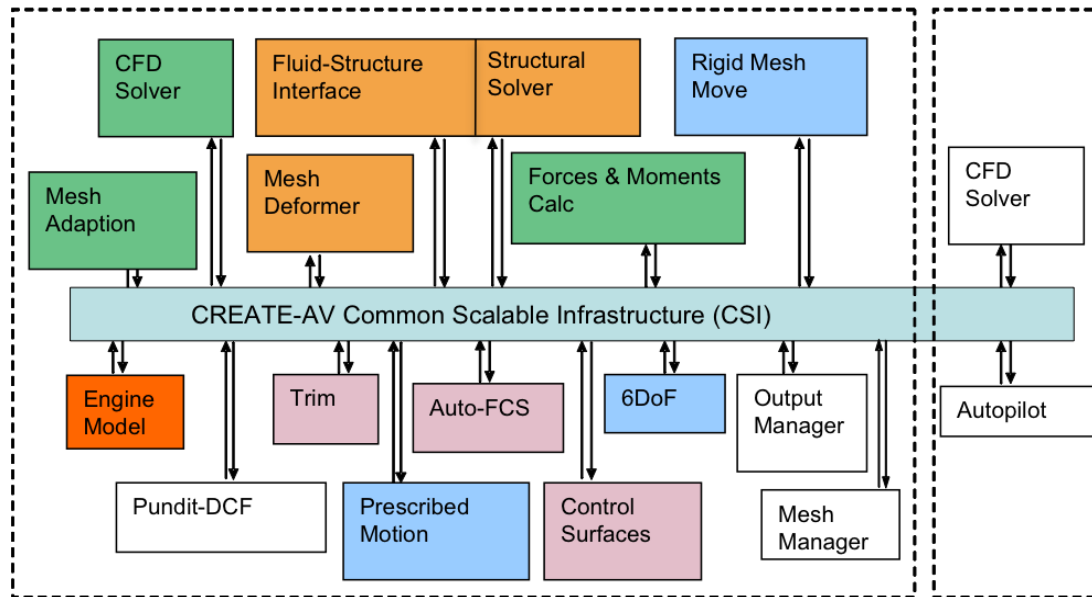 CFD
Solver
Fluid-Structure
Interface
Structural
Solver
Rigid Mesh
Move
Mesh
Adaption
Mesh
Deformer
Forces & Moments
Calc
CFD
Solver
CREATE-AV Common Scalable Infrastructure (CSI)
Engine
Model
Trim
Auto-FCS
6DoF
Output
Manager
Autopilot
Pundit-DCF
Prescribed
Motion
Control
Surfaces
Mesh
Manager